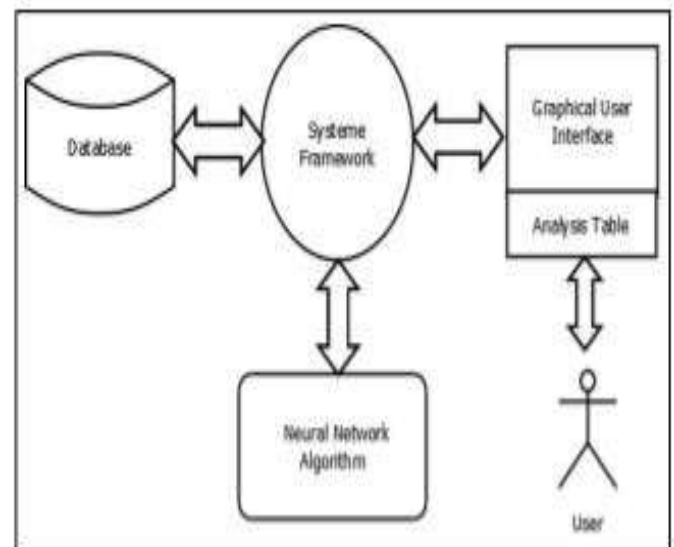 Database
Systeme
Framework
Graphical User
Interface
Analysis Table
Neural Network
Algorithm
User